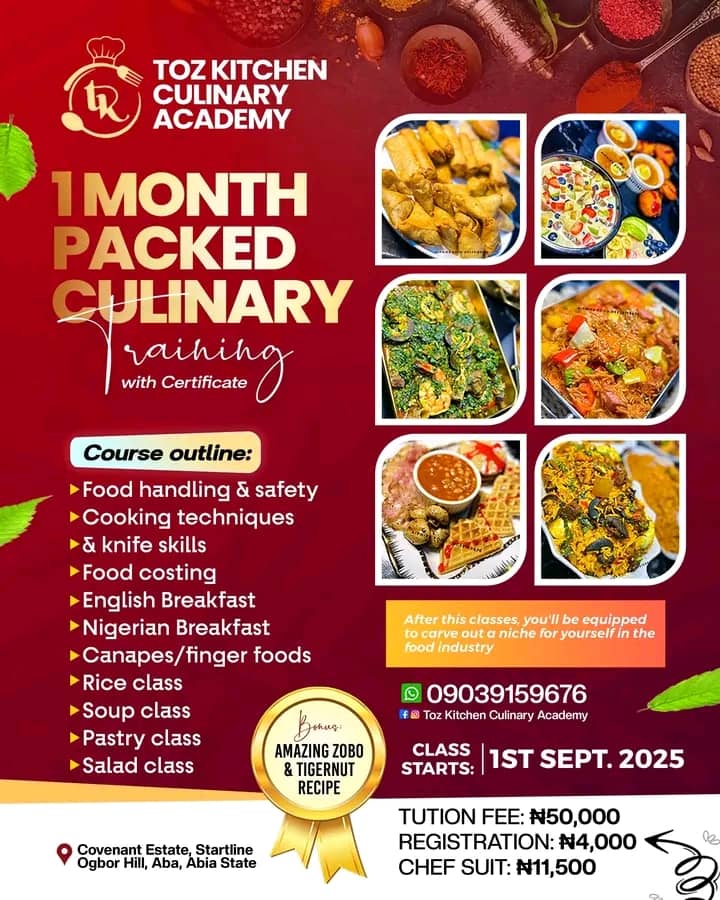 TOZ KITCHEN
CULINARY
ACADEMY
tk
1 MONTH
PACKED
CULINARY
Training
with Certificate
Course outline:
Food handling & safety
Cooking techniques
& knife skills
Food costing
English Breakfast
Nigerian Breakfast
Canapes/finger foods
Rice class
Soup class
Pastry class
Salad class
After this classes, you'll be equipped
to carve out a niche for yourself in the
food industry
09039159676
Toz Kitchen Culinary Academy
CLASS
STARTS:
1ST SEPT. 2025
Bonus:
AMAZING ZOBO
& TIGERNUT
RECIPE
TUTION FEE: ₦50,000
REGISTRATION: ₦4,000
CHEF SUIT: ₦11,500
Covenant Estate, Startline
Ogbor Hill, Aba, Abia State